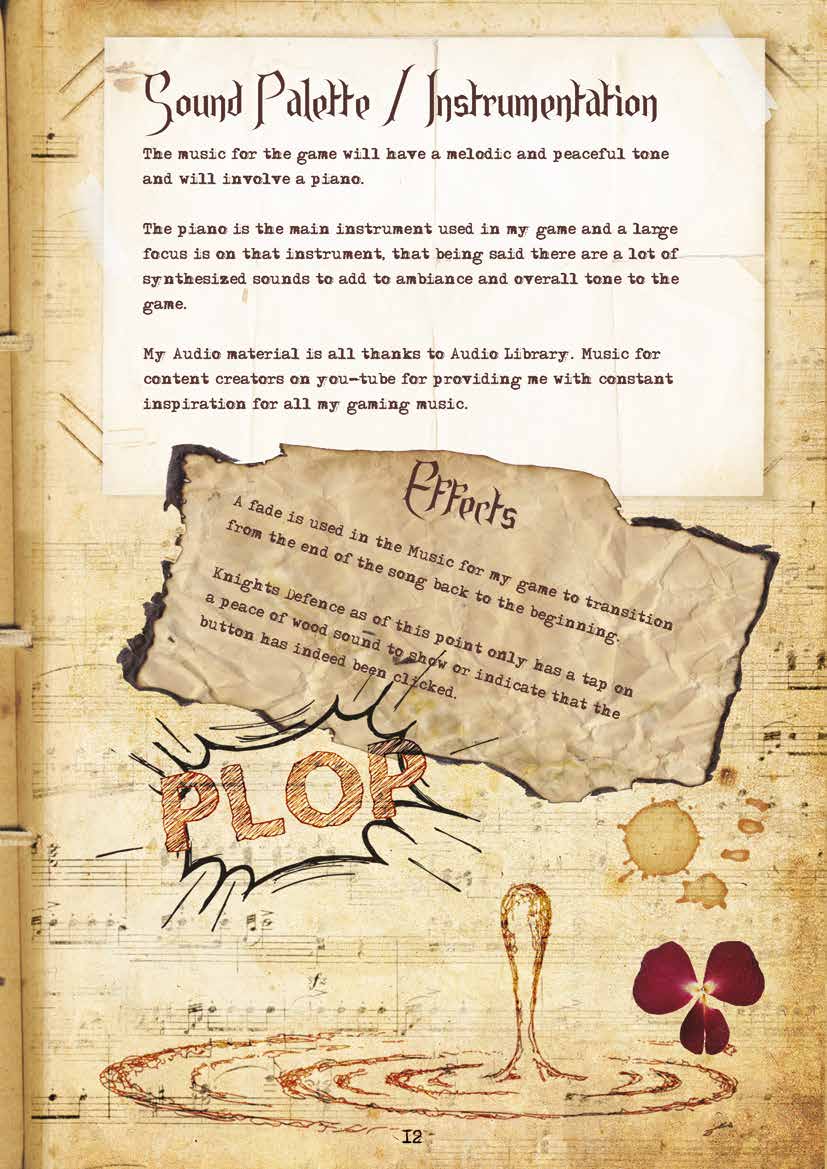 Sound Palette / Instrumentation
The music for the game will have a melodic and peaceful tone
and will involve a piano.
The piano is the main instrument used in my game and a large
focus is on that instrument, that being said there are a lot of
synthesized sounds to add to ambiance and overall tone to the
game.
My Audio material is all thanks to Audio Library. Music for
content creators on you-tube for providing me with constant
inspiration for all my gaming music.
Effects
A fade is used in the Music for my game to transition
from the end of the song back to the beginning.
Knights Defence as of this point only has a tap on
a peace of wood sound to show or indicate that the
button has indeed been clicked.
PLOP
12